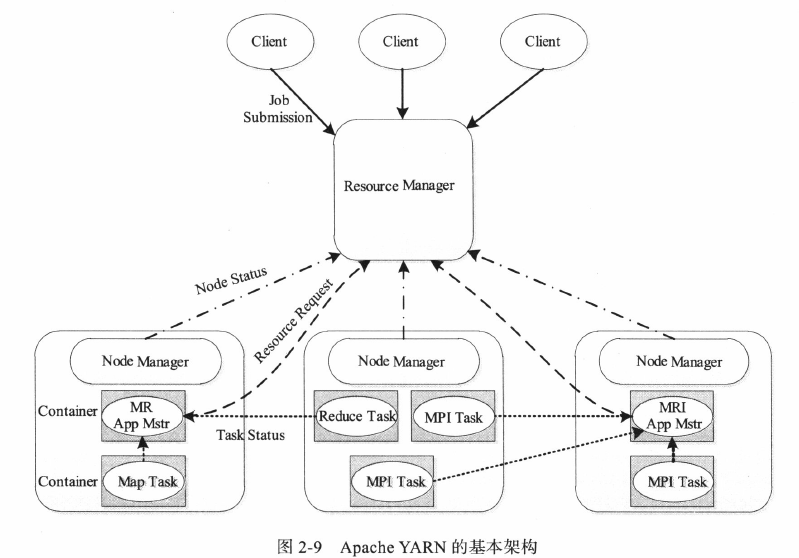 Client
Client
Client
Job
Submission
Resource Manager
Node Status
Resource Request
Node Manager
Node Manager
Node Manager
Container
MR
App Mstr
Reduce Task
MPI Task
MRI
App Mstr
Task Status
Container
Map Task
MPI Task
MPI Task
图 2-9 Apache YARN 的基本架构